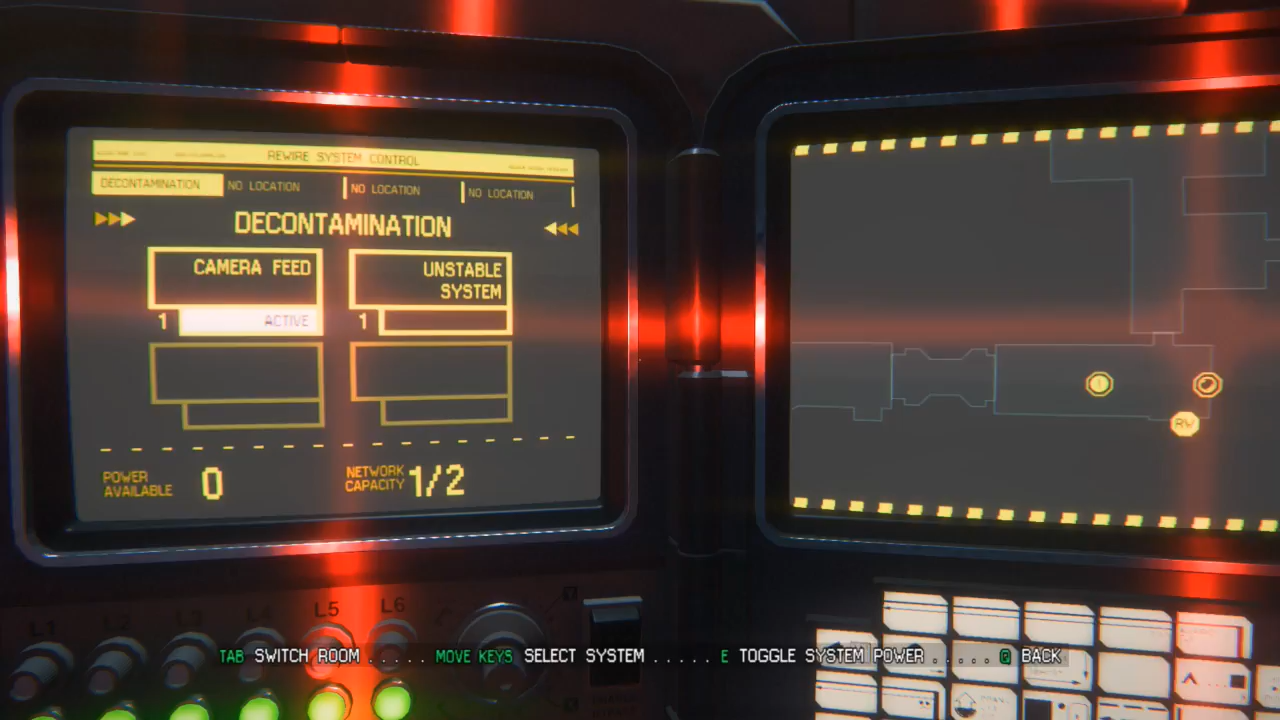 REWIRE SYSTEM CONTROL
DECONTAMINATION NO LOCATION NO LOCATION NO LOCATION
DECONTAMINATION
CAMERA FEED
UNSTABLE
SYSTEM
1 ACTIVE 1
POWER
AVAILABLE 0
NETWORK
CAPACITY 1/2
RW
L1 L2 L3 L4 L5 L6
TAB SWITCH ROOM ..... MOVE KEYS SELECT SYSTEM ..... E TOGGLE SYSTEM POWER ..... Q BACK